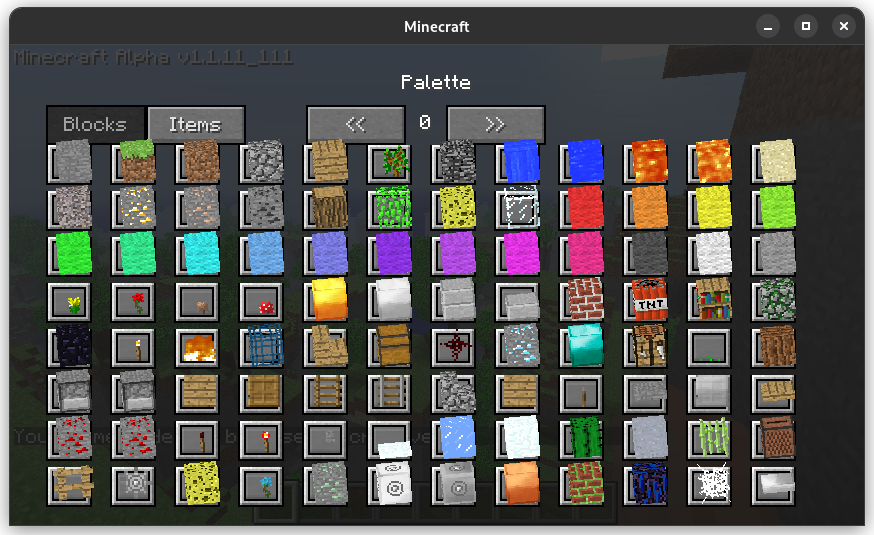 Minecraft
Minecraft Alpha v1.1.11_111
Palette
Blocks
Items
<<
0
>>
TNT